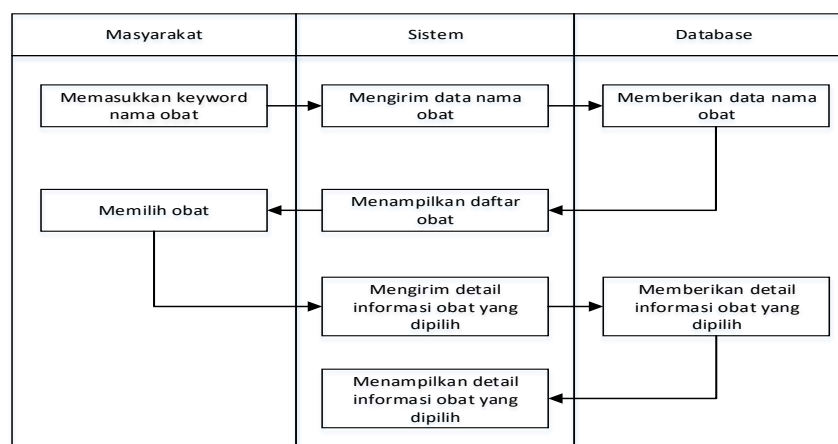 Masyarakat
Sistem
Database
Memasukkan keyword
nama obat
Mengirim data nama
obat
Memberikan data nama
obat
Memilih obat
Menampilkan daftar
obat
Mengirim detail
informasi obat yang
dipilih
Memberikan detail
informasi obat yang
dipilih
Menampilkan detail
informasi obat yang
dipilih